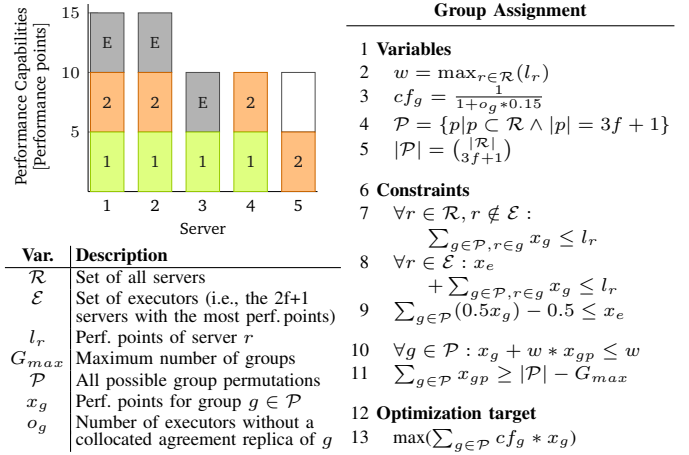 Performance Capabilities
[Performance points]
15
10
5
E
E
2
2
E
2
1
1
1
1
2
1
2
3
4
5
Server
Var. Description
R Set of all servers
E Set of executors (i.e., the 2f+1
servers with the most perf. points)
l_r Perf. points of server r
G_max Maximum number of groups
P All possible group permutations
x_g Perf. points for group g ∈ P
o_g Number of executors without a
collocated agreement replica of g
Group Assignment
1 Variables
2 w = max_{r∈R}(l_r)
3 cf_g = 1/(1+o_g*0.15)
4 P = {p|p ⊂ R ∧ |p| = 3f + 1}
5 |P| = (|R| 3f+1)
6 Constraints
7 ∀r ∈ R, r ∉ E :
∑_{g∈P,r∈g} x_g ≤ l_r
8 ∀r ∈ E : x_e
+ ∑_{g∈P,r∈g} x_g ≤ l_r
9 ∑_{g∈P}(0.5x_g) − 0.5 ≤ x_e
10 ∀g ∈ P : x_g + w * x_{gp} ≤ w
11 ∑_{g∈P} x_{gp} ≥ |P| − G_max
12 Optimization target
13 max(∑_{g∈P} cf_g * x_g)